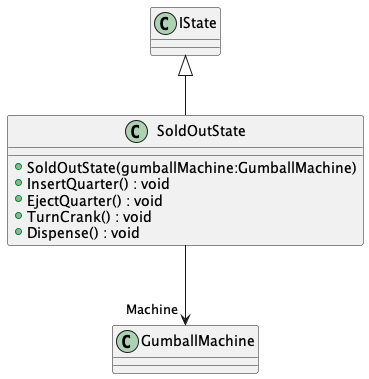 C IState
C SoldOutState
SoldOutState(gumballMachine:GumballMachine)
InsertQuarter() : void
EjectQuarter() : void
TurnCrank() : void
Dispense() : void
Machine
C GumballMachine